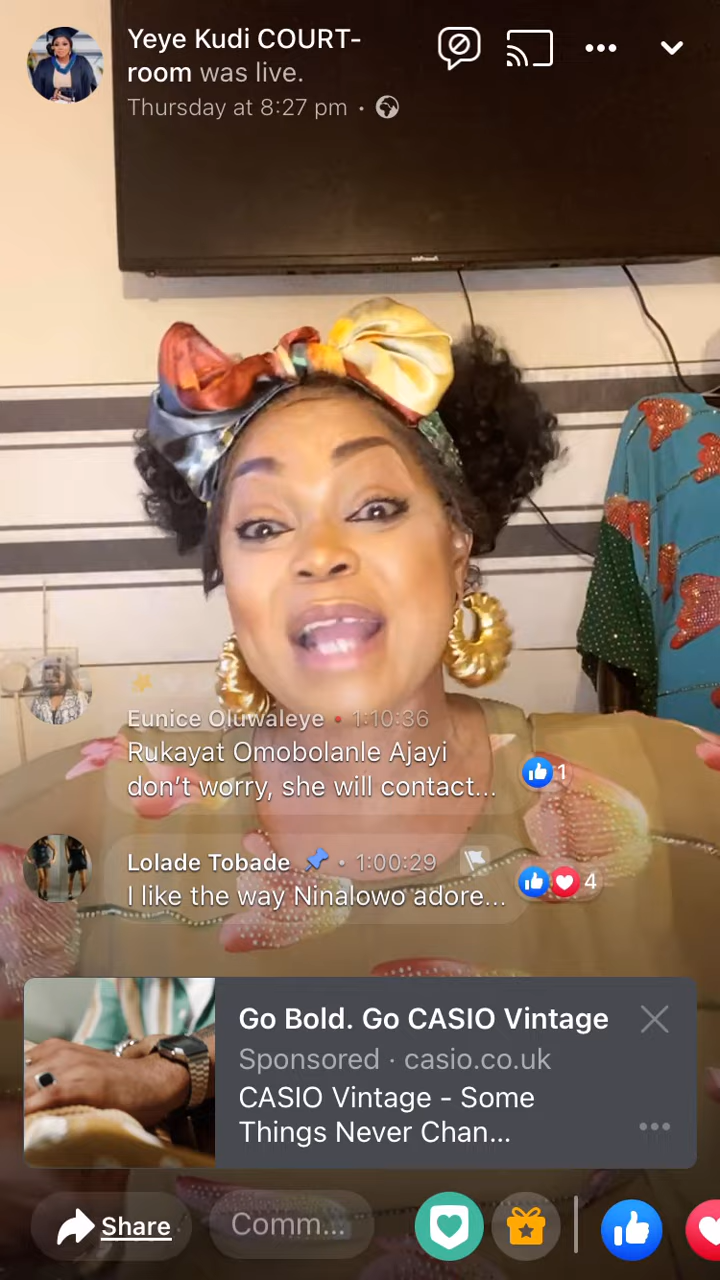 Yeye Kudi COURT-
room was live.
Thursday at 8:27 pm ·
Eunice Oluwaleye • 1:10:36
Rukayat Omobolanle Ajayi
don't worry, she will contact...
1
Lolade Tobade • 1:00:29
I like the way Ninalowo adore...
4
Go Bold. Go CASIO Vintage
Sponsored · casio.co.uk
CASIO Vintage - Some
Things Never Chan...
Share
Comm...